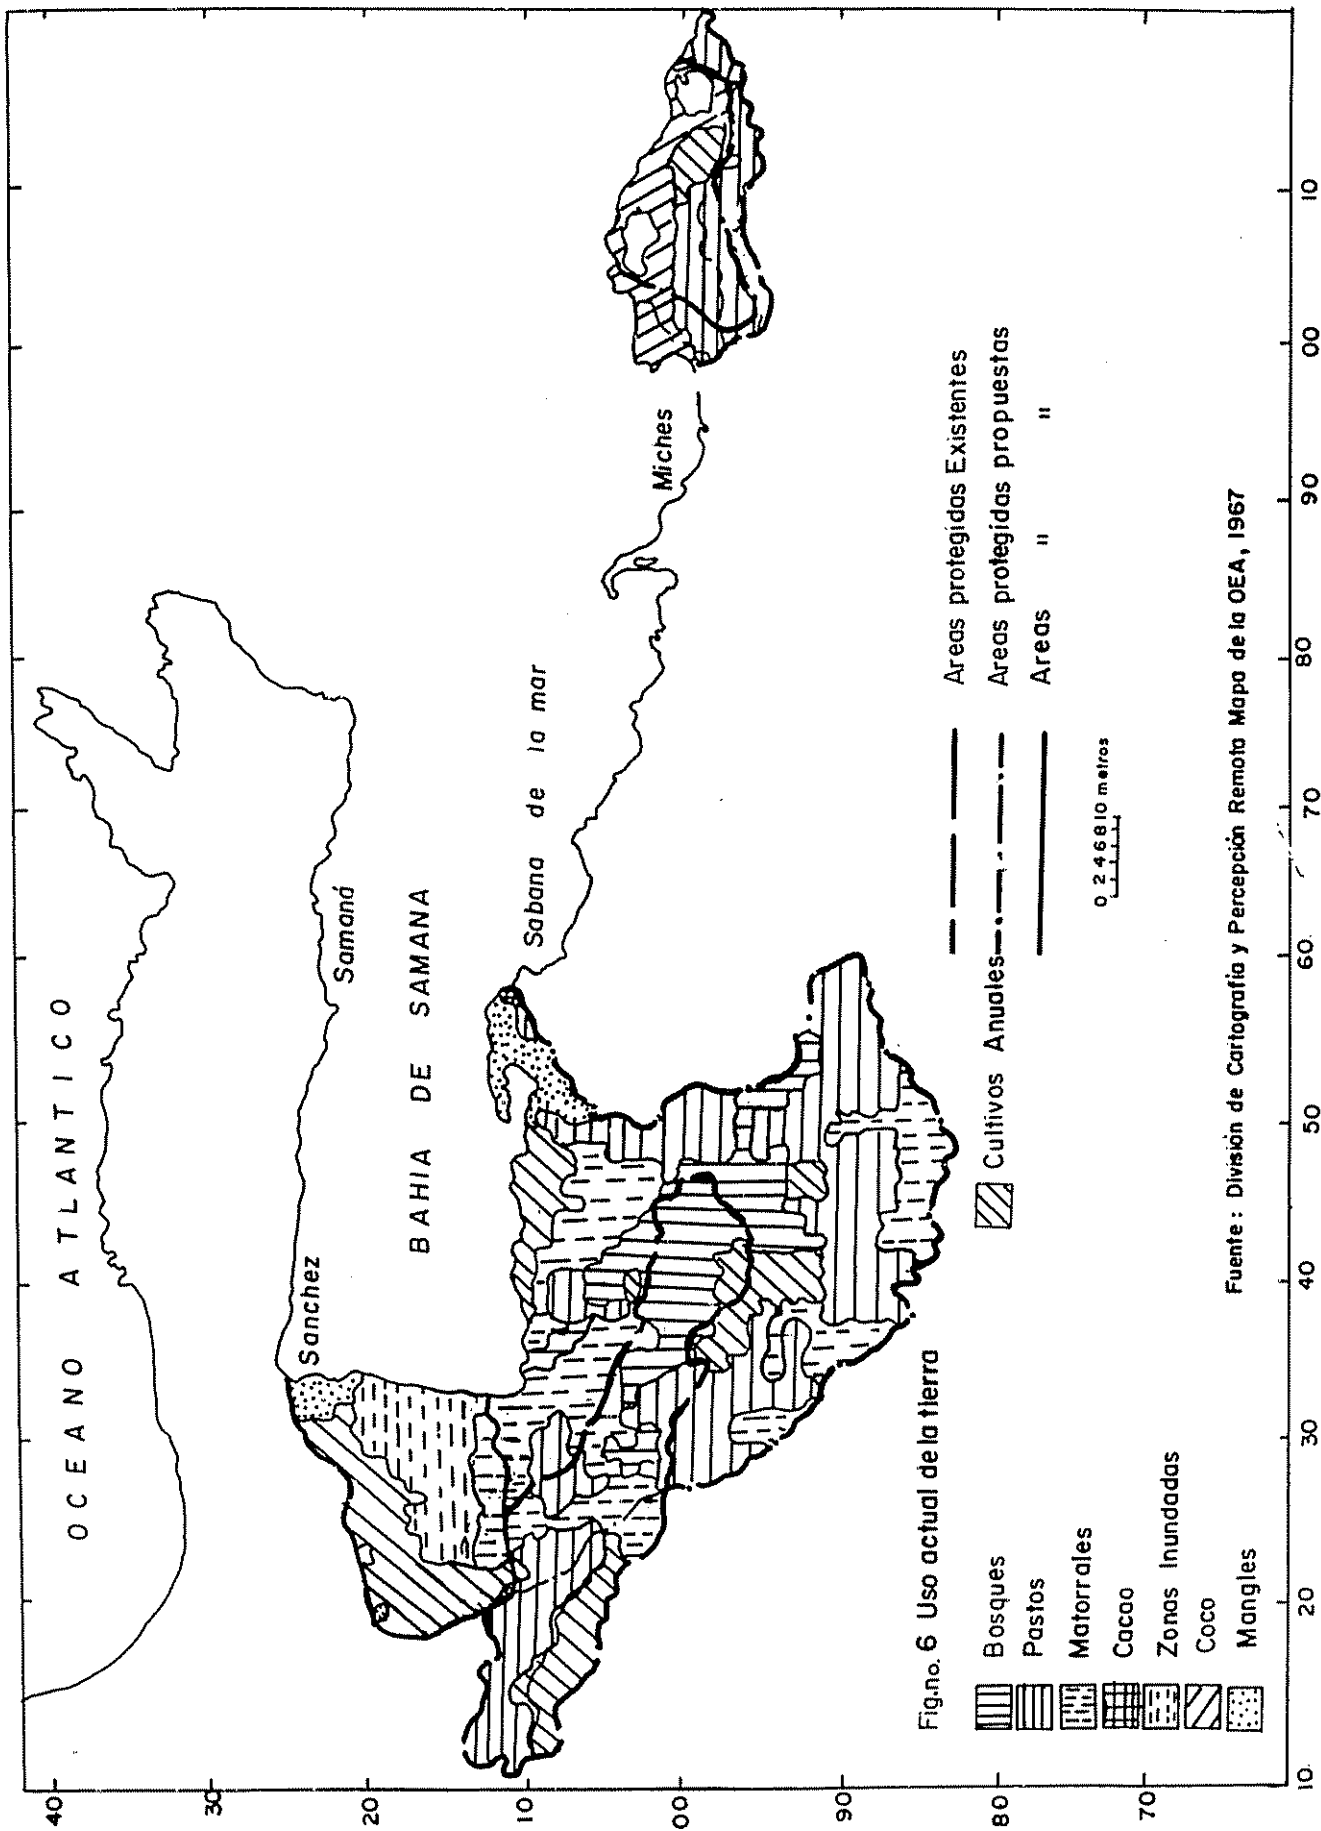 OCEANO ATLANTICO
Sanchez
Samaná
BAHIA DE SAMANA
Sabana de la mar
Miches
Fig.no. 6 Uso actual de la tierra
Bosques
Pastos
Matorrales
Cacao
Zonas Inundadas
Coco
Mangles
Cultivos Anuales
Areas protegidas Existentes
Areas protegidas propuestas
Areas " "
0 2 4 6 8 10 metros
Fuente: División de Cartografía y Percepción Remota Mapa de la OEA, 1967
40
30
20
10
00
90
80
70
10 20 30 40 50 60 70 80 90 00 10